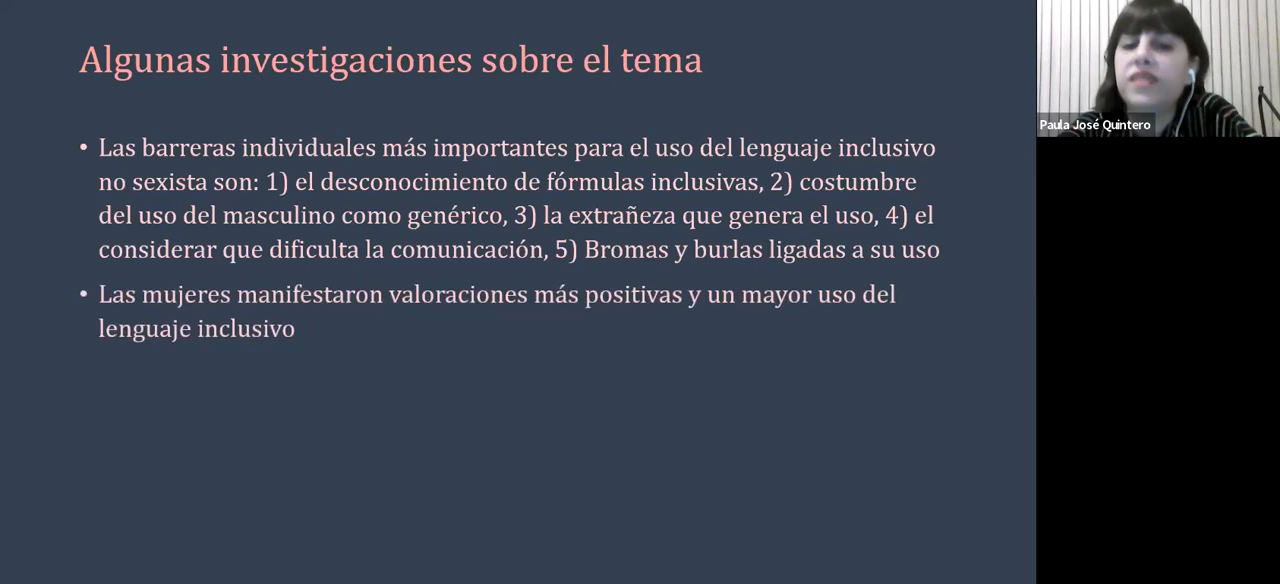 Algunas investigaciones sobre el tema
• Las barreras individuales más importantes para el uso del lenguaje inclusivo
no sexista son: 1) el desconocimiento de fórmulas inclusivas, 2) costumbre
del uso del masculino como genérico, 3) la extrañeza que genera el uso, 4) el
considerar que dificulta la comunicación, 5) Bromas y burlas ligadas a su uso
• Las mujeres manifestaron valoraciones más positivas y un mayor uso del
lenguaje inclusivo
Paula José Quintero